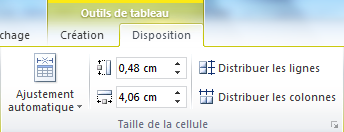 Outils de tableau
chage Création Disposition
0,48 cm Distribuer les lignes
Ajustement
automatique 4,06 cm Distribuer les colonnes
Taille de la cellule